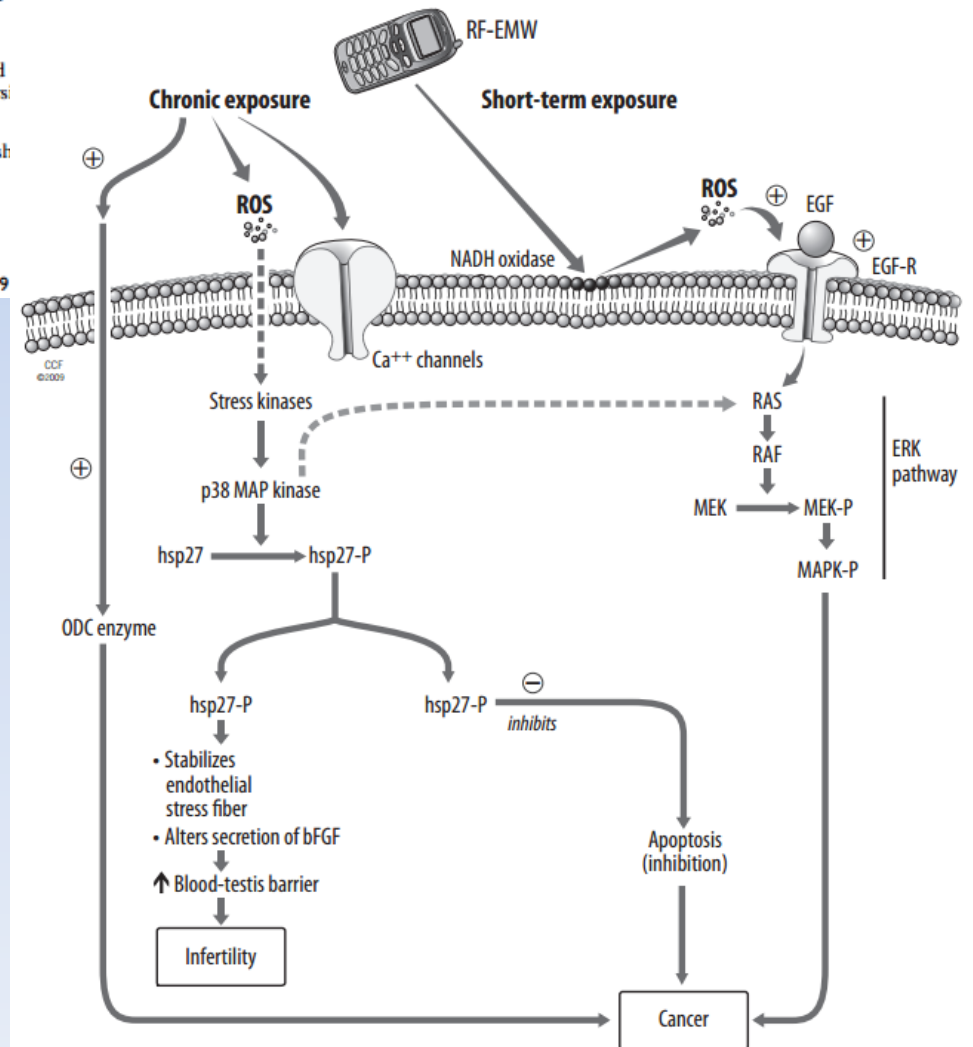 RF-EMW
Chronic exposure
Short-term exposure
ROS
ROS
EGF
NADH oxidase
EGF-R
9
CCF
©2009
Ca++ channels
Stress kinases
RAS
RAF
ERK
pathway
p38 MAP kinase
MEK
MEK-P
hsp27
hsp27-P
MAPK-P
ODC enzyme
hsp27-P
hsp27-P
inhibits
• Stabilizes
endothelial
stress fiber
• Alters secretion of bFGF
Apoptosis
(inhibition)
↑ Blood-testis barrier
Infertility
Cancer